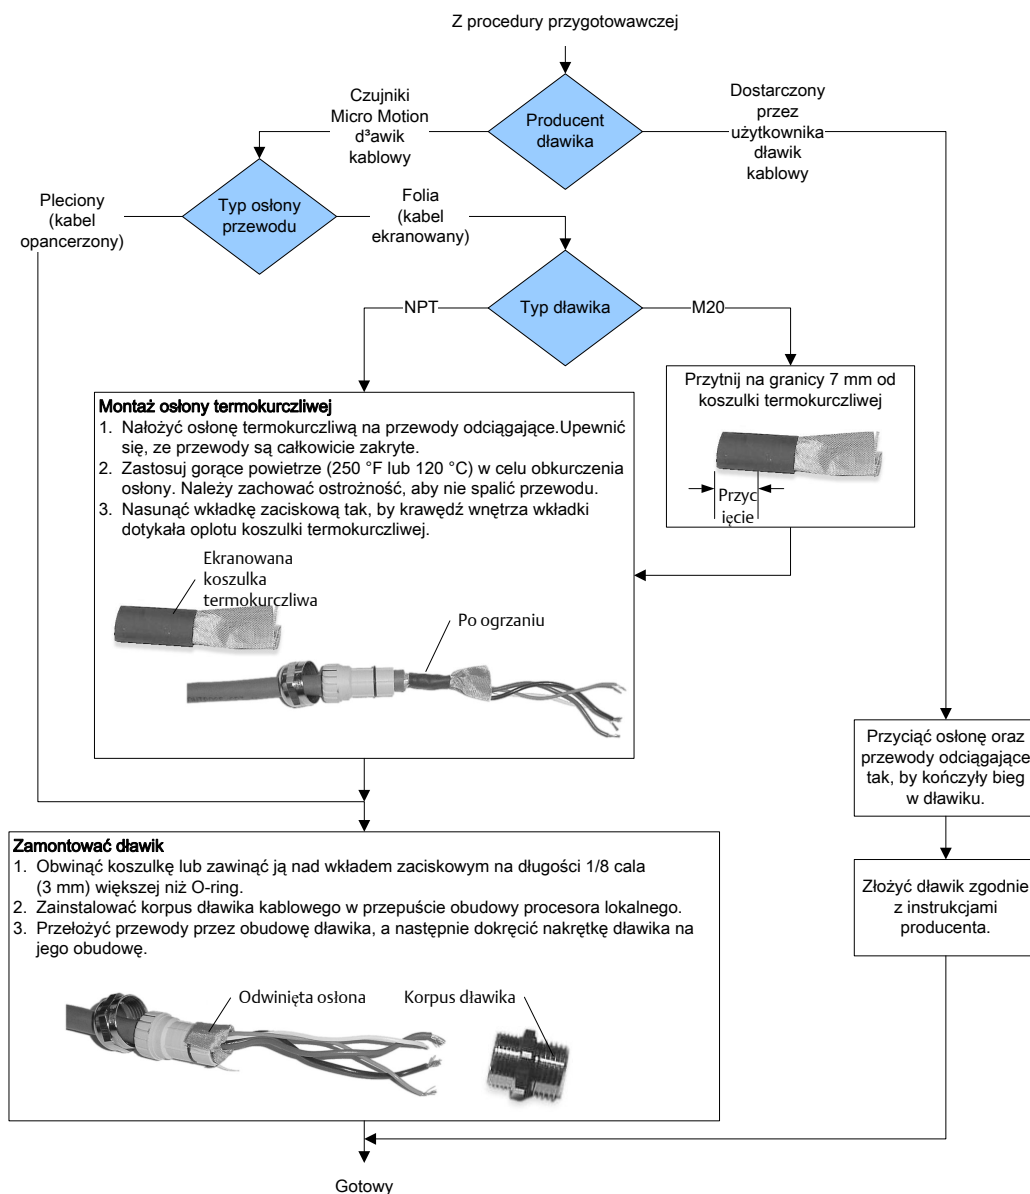 Z procedury przygotowawczej
Producent
dławika
Czujniki
Micro Motion
d³awik
kablowy
Dostarczony
przez
użytkownika
dławik
kablowy
Typ osłony
przewodu
Pleciony
(kabel
opancerzony)
Folia
(kabel
ekranowany)
Typ dławika
NPT
M20
Przytnij na granicy 7 mm od
koszulki termokurczliwej
Przyc
ięcie
Montaż osłony termokurczliwej
1. Nałożyć osłonę termokurczliwą na przewody odciągające.Upewnić
się, ze przewody są całkowicie zakryte.
2. Zastosuj gorące powietrze (250 °F lub 120 °C) w celu obkurczenia
osłony. Należy zachować ostrożność, aby nie spalić przewodu.
3. Nasunąć wkładkę zaciskową tak, by krawędź wnętrza wkładki
dotykała oplotu koszulki termokurczliwej.
Ekranowana
koszulka
termokurczliwa
Po ogrzaniu
Przyciąć osłonę oraz
przewody odciągające
tak, by kończyły bieg
w dławiku.
Zamontować dławik
1. Obwinąć koszulkę lub zawinąć ją nad wkładem zaciskowym na długości 1/8 cala
(3 mm) większej niż O-ring.
2. Zainstalować korpus dławika kablowego w przepuście obudowy procesora lokalnego.
3. Przełożyć przewody przez obudowę dławika, a następnie dokręcić nakrętkę dławika na
jego obudowę.
Odwinięta osłona
Korpus dławika
Złożyć dławik zgodnie
z instrukcjami
producenta.
Gotowy